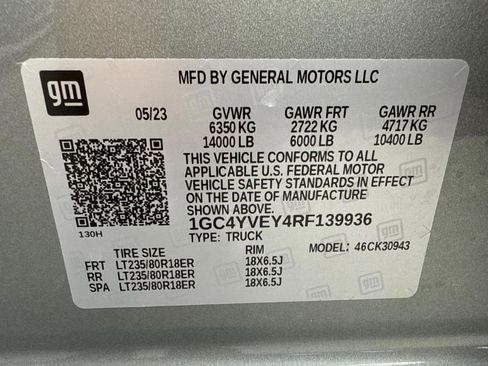 gm
MFD BY GENERAL MOTORS LLC
05/23 GVWR GAWR FRT GAWR RR
6350 KG 2722 KG 4717 KG
14000 LB 6000 LB 10400 LB
THIS VEHICLE CONFORMS TO ALL
APPLICABLE U.S. FEDERAL MOTOR
VEHICLE SAFETY STANDARDS IN EFFECT
ON THE DATE OF MANUFACTURE
SHOWN ABOVE.
1GC4YVEY4RF139936
130H
TYPE: TRUCK MODEL: 46CK30943
TIRE SIZE RIM
FRT LT235/80R18ER 18X6.5J
RR LT235/80R18ER 18X6.5J
SPA LT235/80R18ER 18X6.5J